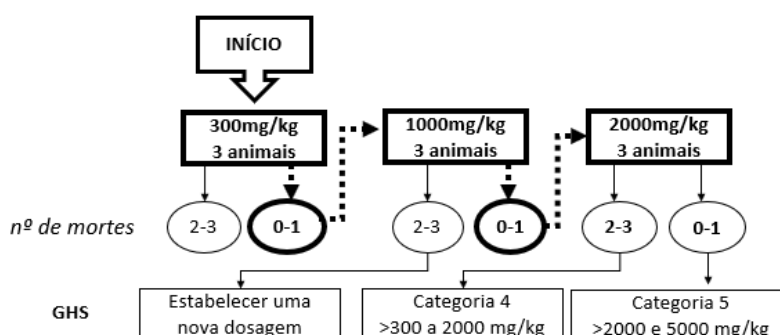 INÍCIO
300mg/kg
3 animais
1000mg/kg
3 animais
2000mg/kg
3 animais
nº de mortes
2-3
0-1
2-3
0-1
2-3
0-1
GHS
Estabelecer uma
nova dosagem
Categoria 4
>300 a 2000 mg/kg
Categoria 5
>2000 e 5000 mg/kg